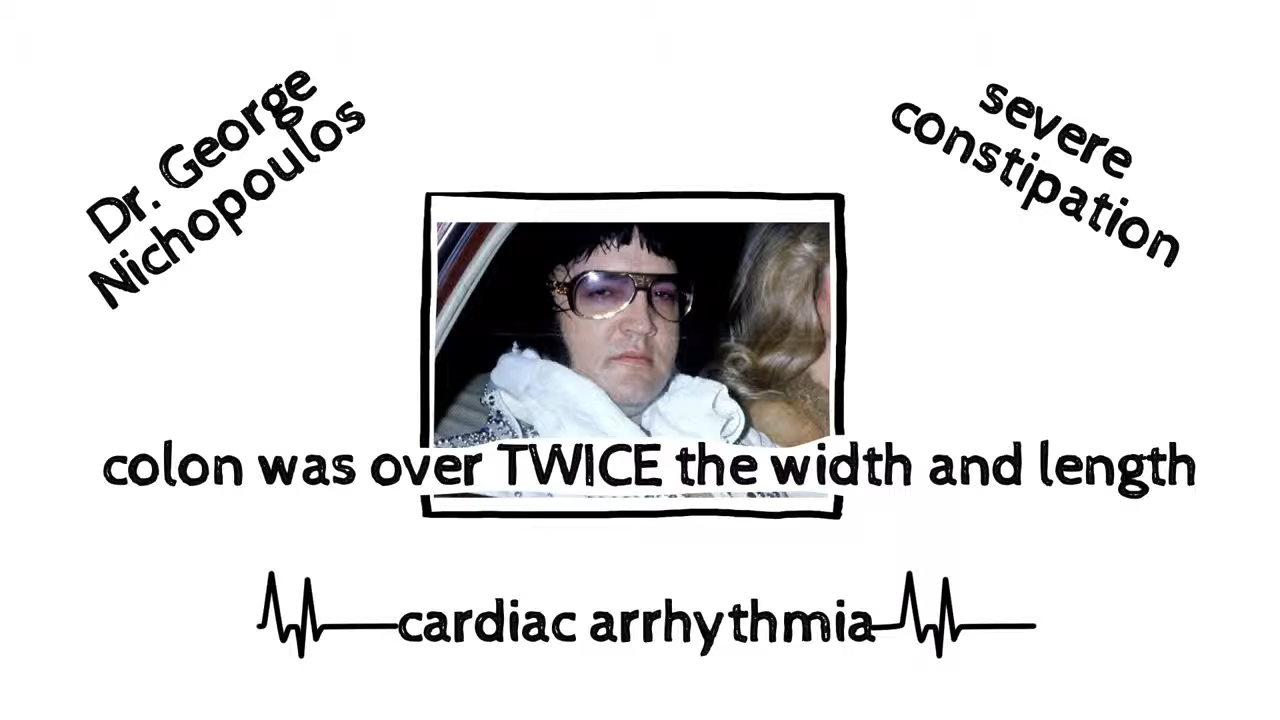 Dr. George
Nichopoulos
severe
constipation
colon was over TWICE the width and length
cardiac arrhythmia